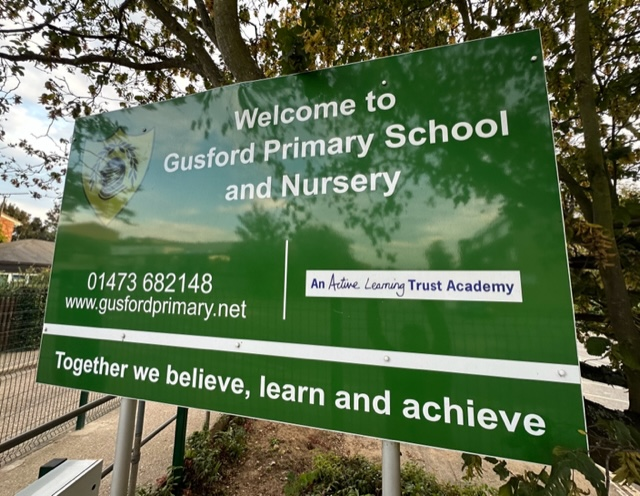 Welcome to
Gusford Primary School
and Nursery
01473 682148
www.gusfordprimary.net
An Active Learning Trust Academy
Together we believe, learn and achieve